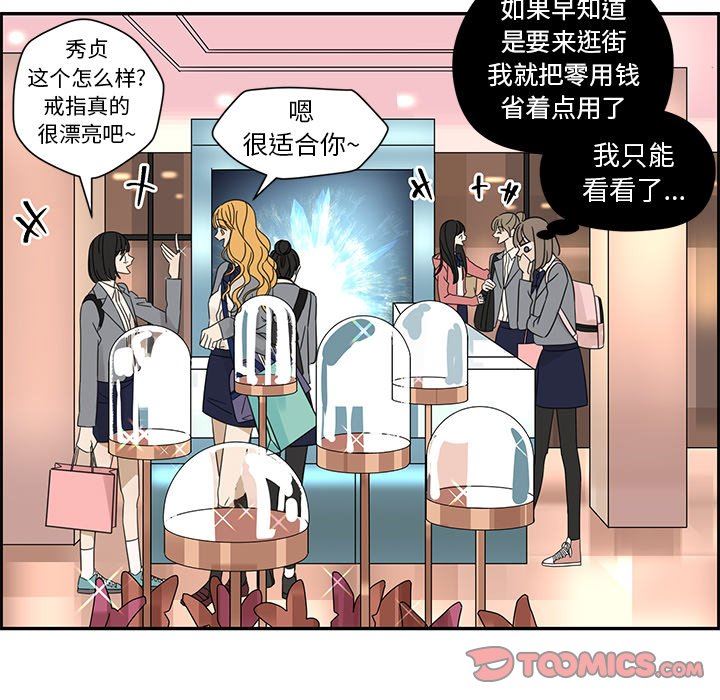 秀贞
这个怎么样?
戒指真的
很漂亮吧~
嗯
很适合你~
如果早知道
是要来逛街
我就把零用钱
省着点用了
我只能
看看了...
TOOMICS.COM